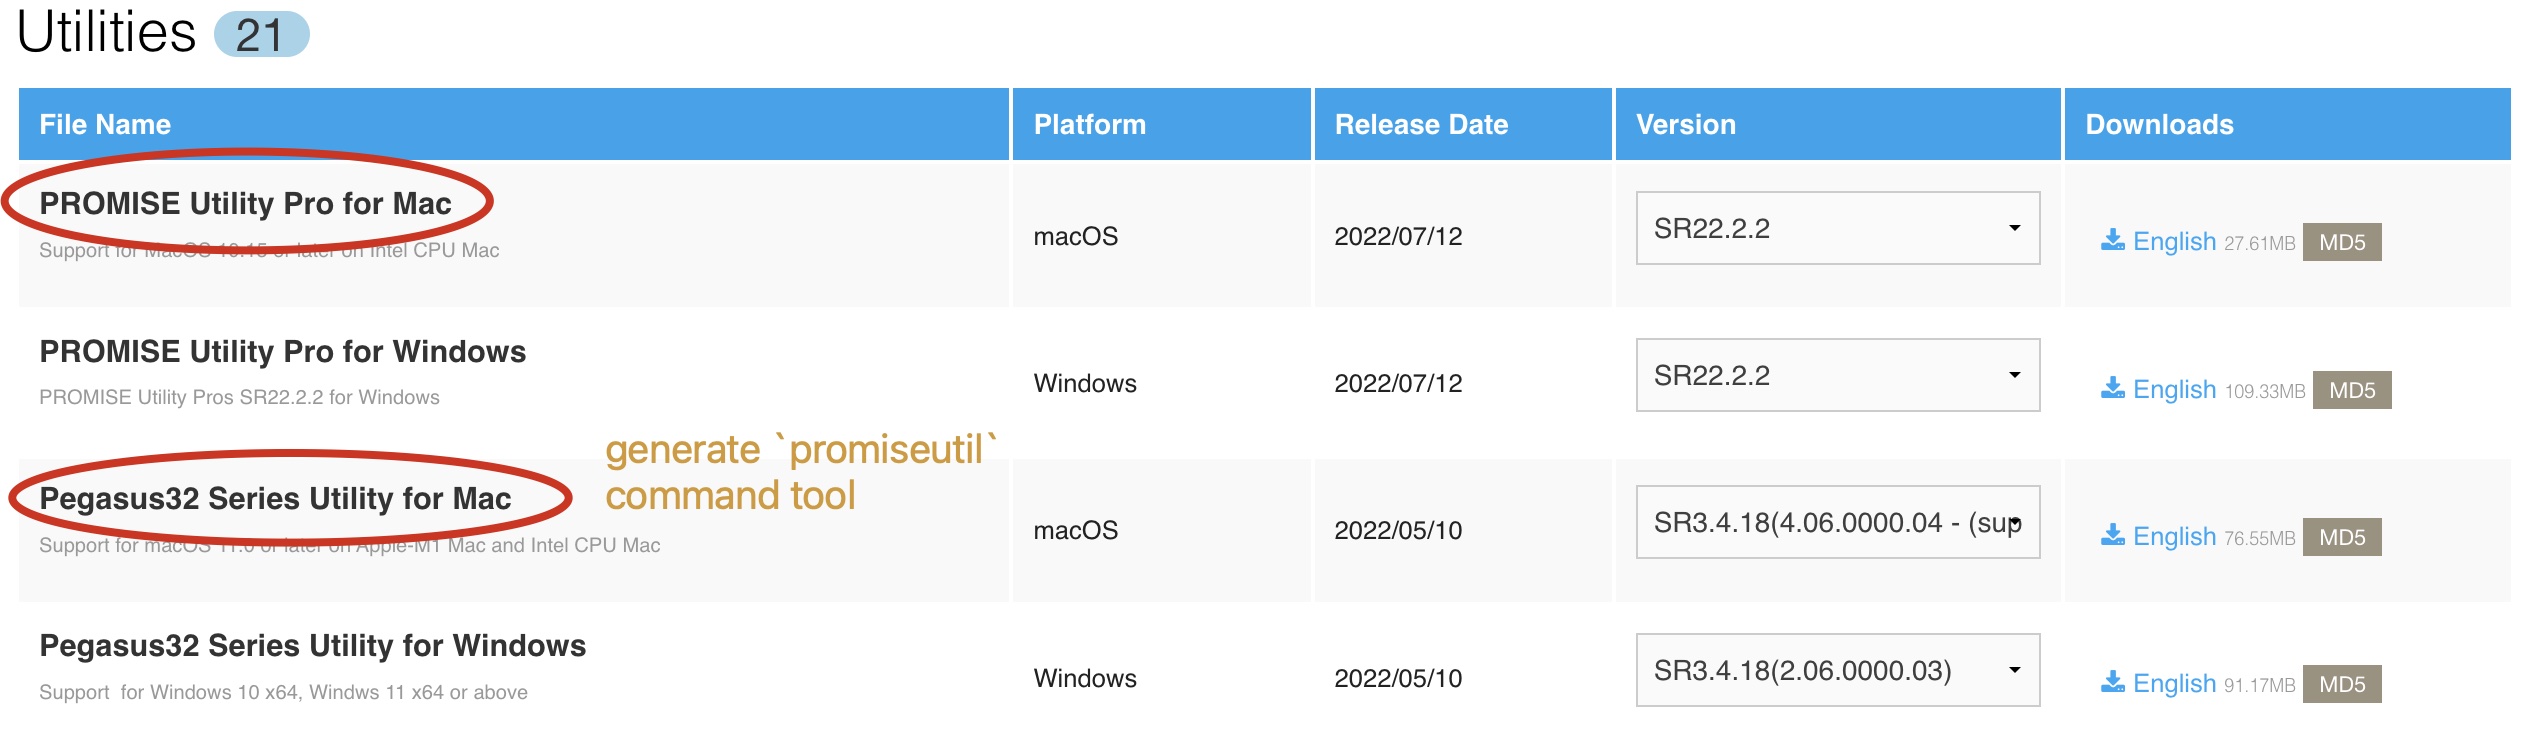 Utilities 21
File Name Platform Release Date Version Downloads
PROMISE Utility Pro for Mac
Support for MacOS 10.15 or later on Intel CPU Mac
macOS 2022/07/12 SR22.2.2 English 27.61MB MD5
PROMISE Utility Pro for Windows
PROMISE Utility Pros SR22.2.2 for Windows
Windows 2022/07/12 SR22.2.2 English 109.33MB MD5
generate `promiseutil`
command tool
Pegasus32 Series Utility for Mac
Support for macOS 11.0 or later on Apple-M1 Mac and Intel CPU Mac
macOS 2022/05/10 SR3.4.18(4.06.0000.04 - (sup English 76.55MB MD5
Pegasus32 Series Utility for Windows
Support for Windows 10 x64, Windws 11 x64 or above
Windows 2022/05/10 SR3.4.18(2.06.0000.03) English 91.17MB MD5